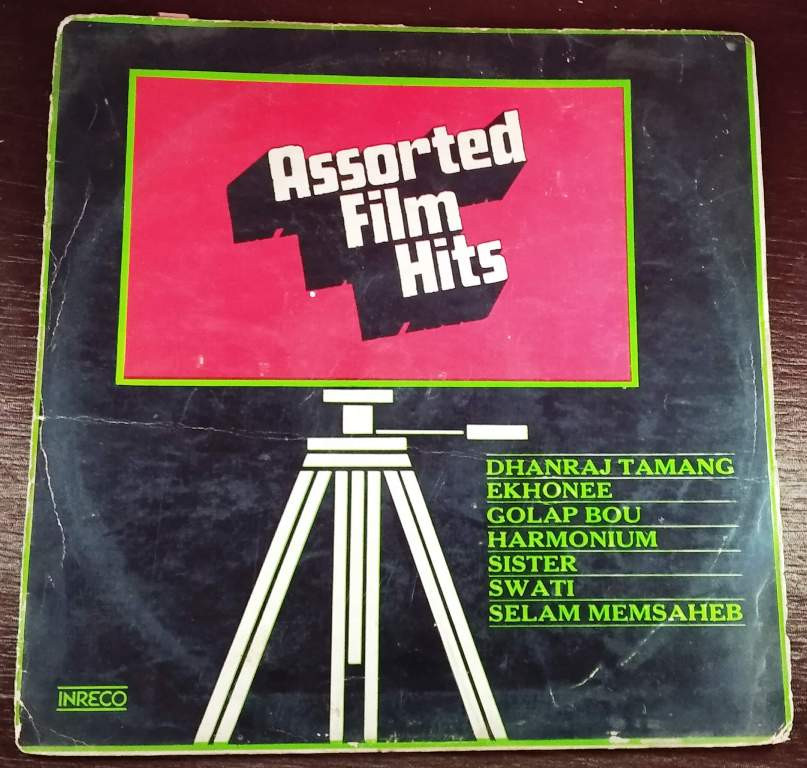 Assorted
Film
Hits
DHANRAJ TAMANG
EKHONEE
GOLAP BOU
HARMONIUM
SISTER
SWATI
SELAM MEMSAHEB
INRECO